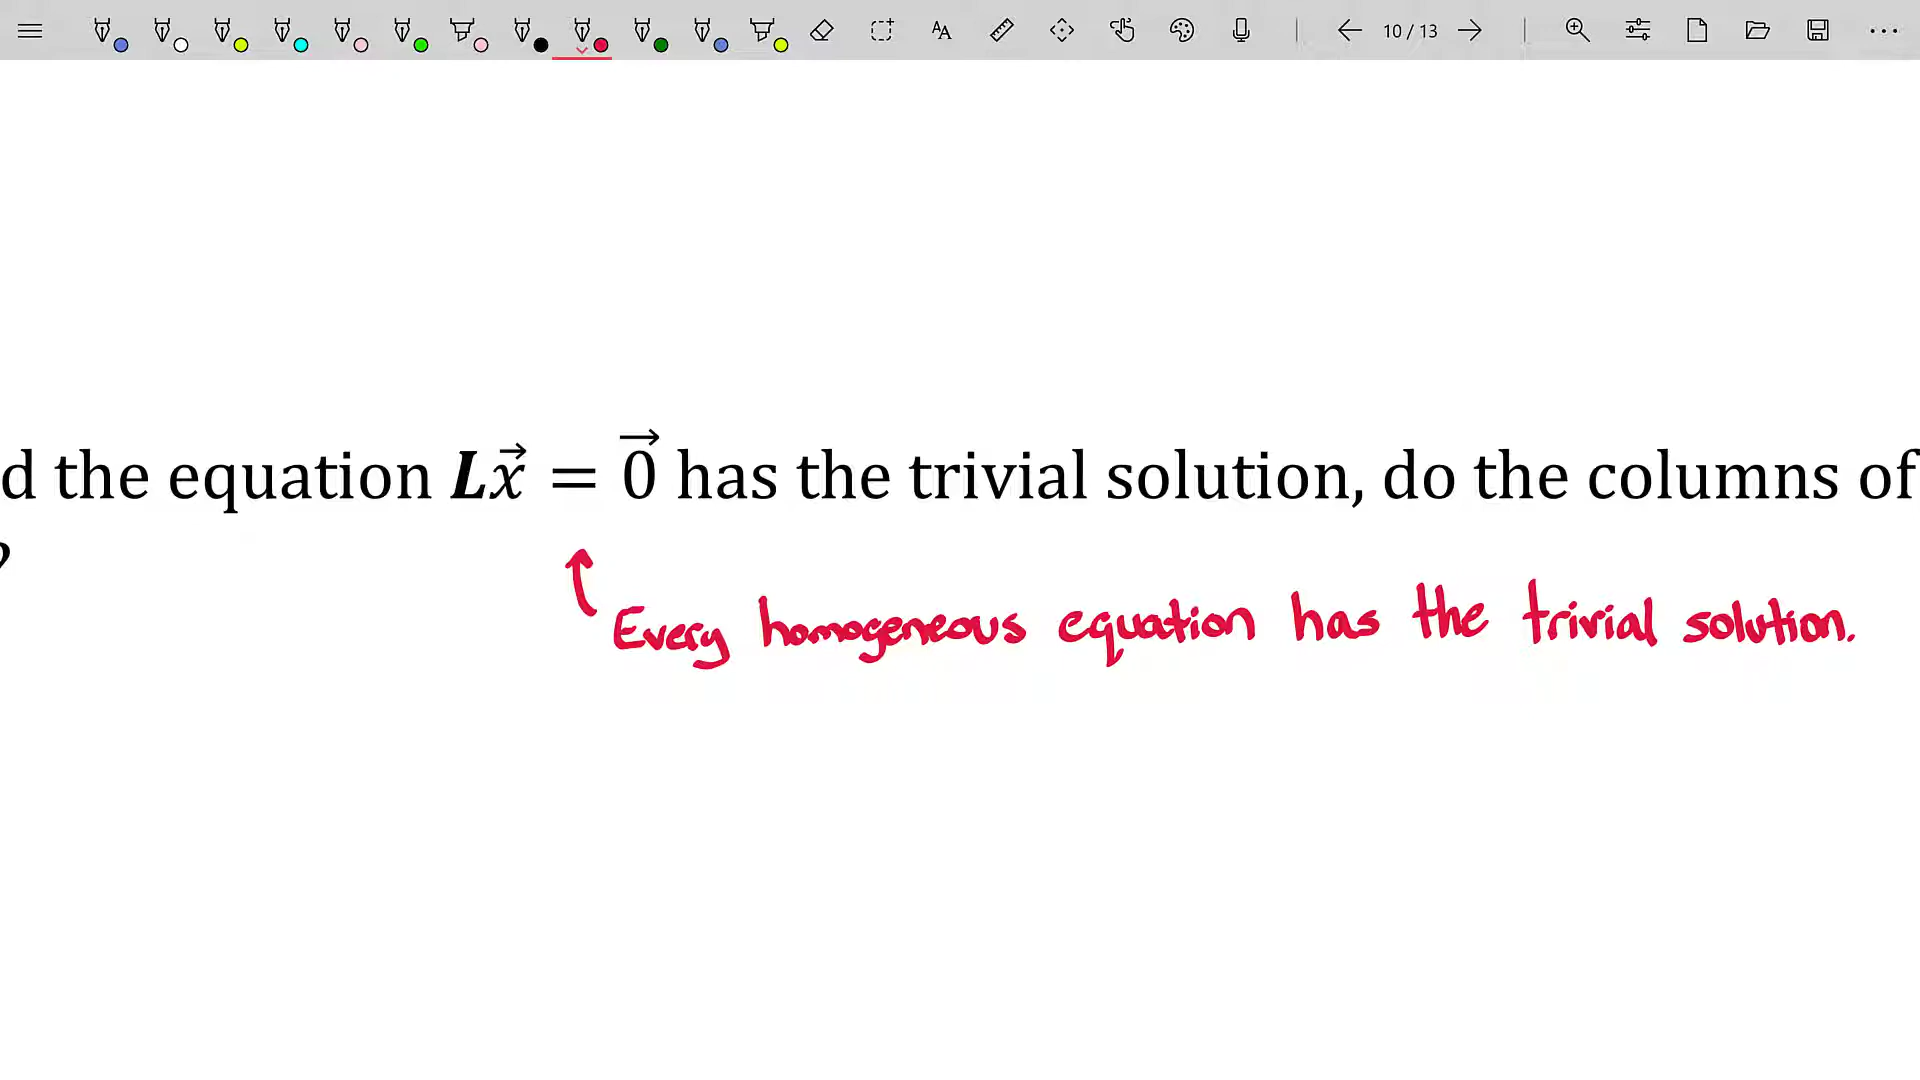 10 / 13
d the equation $\boldsymbol{L}\vec{x} = \vec{0}$ has the trivial solution, do the columns of
?
Every homogeneous equation has the trivial solution.